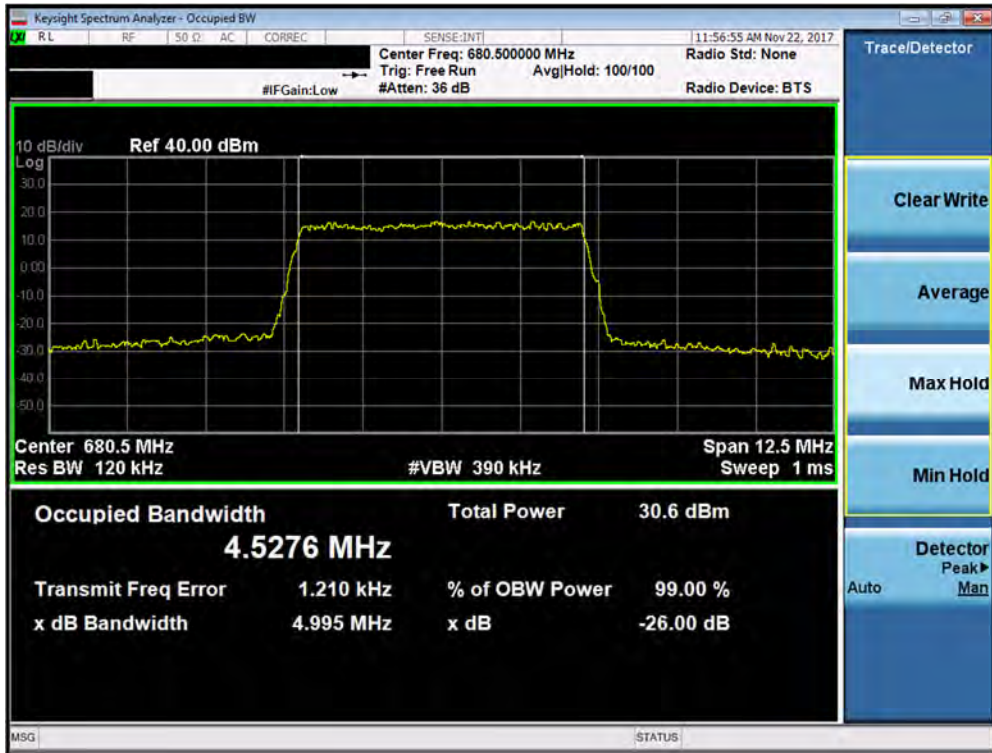 Keysight Spectrum Analyzer - Occupied BW
LXI RL RF 50 Ω AC CORREC SENSE:INT 11:56:55 AM Nov 22, 2017
Center Freq: 680.500000 MHz Radio Std: None
Trig: Free Run Avg|Hold: 100/100
#IFGain:Low #Atten: 36 dB Radio Device: BTS
10 dB/div Ref 40.00 dBm
Log
30.0
20.0
10.0
0.00
-10.0
-20.0
-30.0
-40.0
-50.0
Center 680.5 MHz Span 12.5 MHz
Res BW 120 kHz #VBW 390 kHz Sweep 1 ms
Occupied Bandwidth Total Power 30.6 dBm
4.5276 MHz
Transmit Freq Error 1.210 kHz % of OBW Power 99.00 %
x dB Bandwidth 4.995 MHz x dB -26.00 dB
MSG STATUS
Trace/Detector
Clear Write
Average
Max Hold
Min Hold
Detector
Peak▶
Auto Man